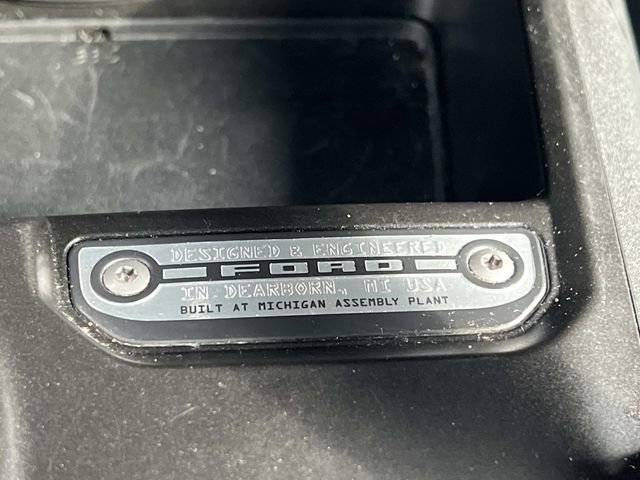 DESIGNED & ENGINEERED
FORD
IN DEARBORN, MI USA
BUILT AT MICHIGAN ASSEMBLY PLANT